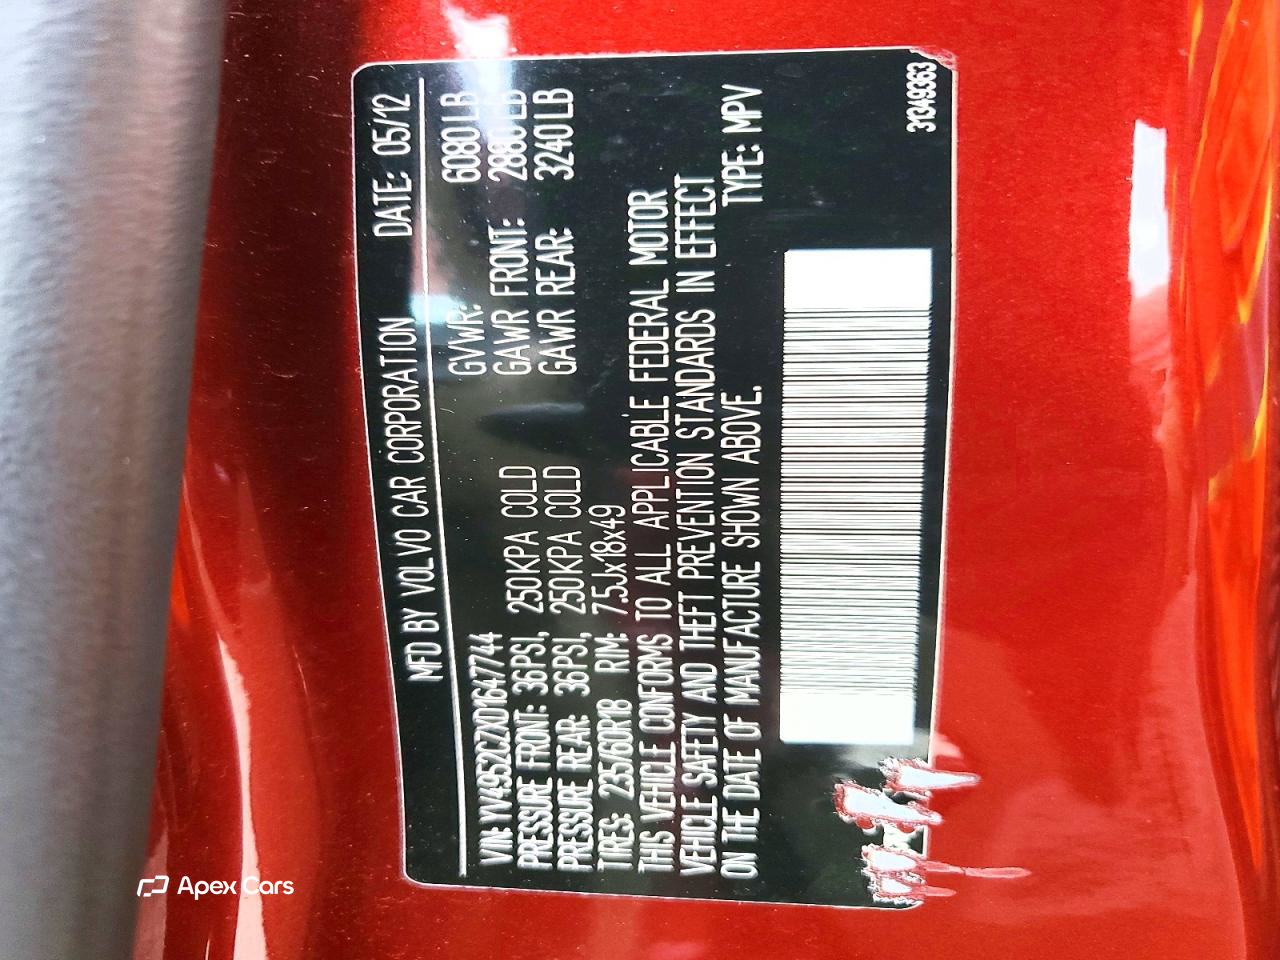 MFD BY VOLVO CAR CORPORATION DATE: 05/12
VIN: YV4952CZXD1647744 GVWR: 6080 LB
PRESSURE FRONT: 36PSI, 250KPA COLD GAWR FRONT: 2880 LB
PRESSURE REAR: 36PSI, 250KPA COLD GAWR REAR: 3240 LB
TIRES: 235/60R18 RIM: 7.5Jx18x49
THIS VEHICLE CONFORMS TO ALL APPLICABLE FEDERAL MOTOR
VEHICLE SAFETY AND THEFT PREVENTION STANDARDS IN EFFECT
ON THE DATE OF MANUFACTURE SHOWN ABOVE. TYPE: MPV
31349363
Apex Cars